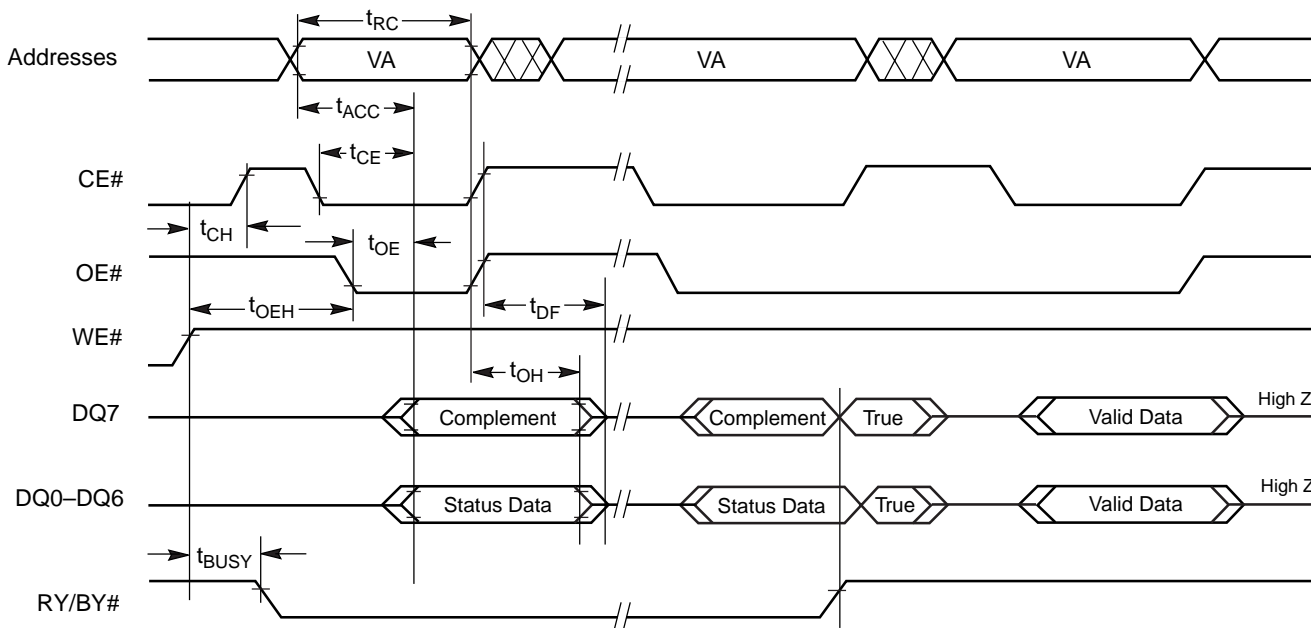 tRC
Addresses VA VA VA
tACC
tCE
CE#
tCH tOE
OE#
tOEH tDF
WE#
tOH
DQ7 Complement Complement True Valid Data High Z
DQ0–DQ6 Status Data Status Data True Valid Data High Z
tBUSY
RY/BY#